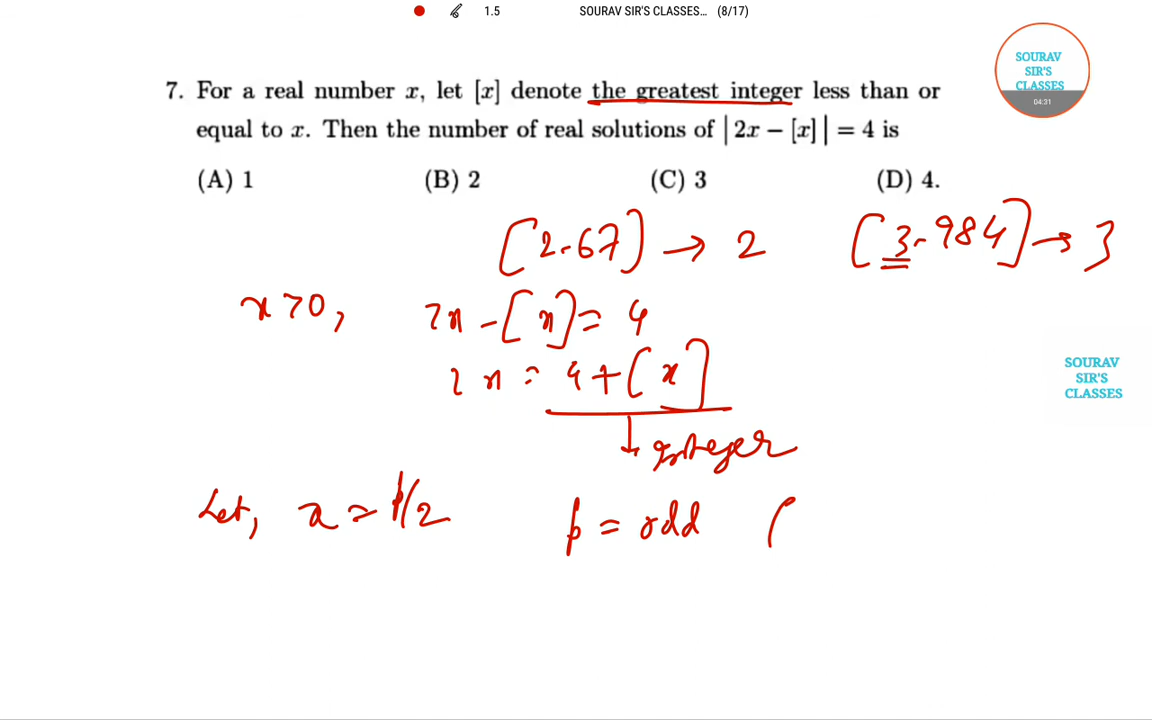 1.5 SOURAV SIR'S CLASSES... (8/17)
SOURAV
SIR'S
CLASSES
04:31
7. For a real number x, let [x] denote the greatest integer less than or
equal to x. Then the number of real solutions of | 2x − [x] | = 4 is
(A) 1 (B) 2 (C) 3 (D) 4.
[2.67] → 2 [3.984] → 3
x > 0, 2x - [x] = 4
2x = 4 + [x]
↓ Integer
Let, x = p/2 p = odd (
SOURAV
SIR'S
CLASSES